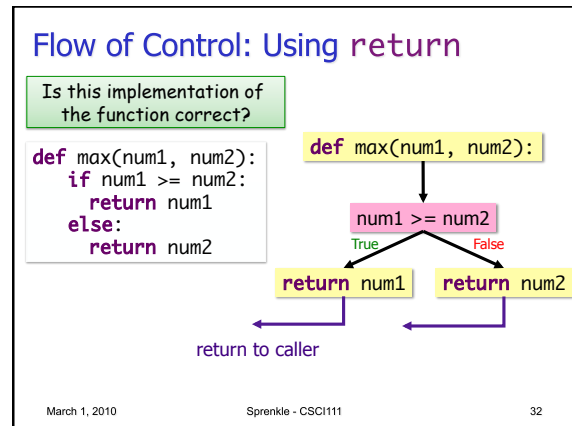 Flow of Control: Using return
Is this implementation of
the function correct?
def max(num1, num2):
if num1 >= num2:
return num1
else:
return num2
def max(num1, num2):
num1 >= num2
True
False
return num1
return num2
return to caller
March 1, 2010
Sprenkle - CSCI111
32